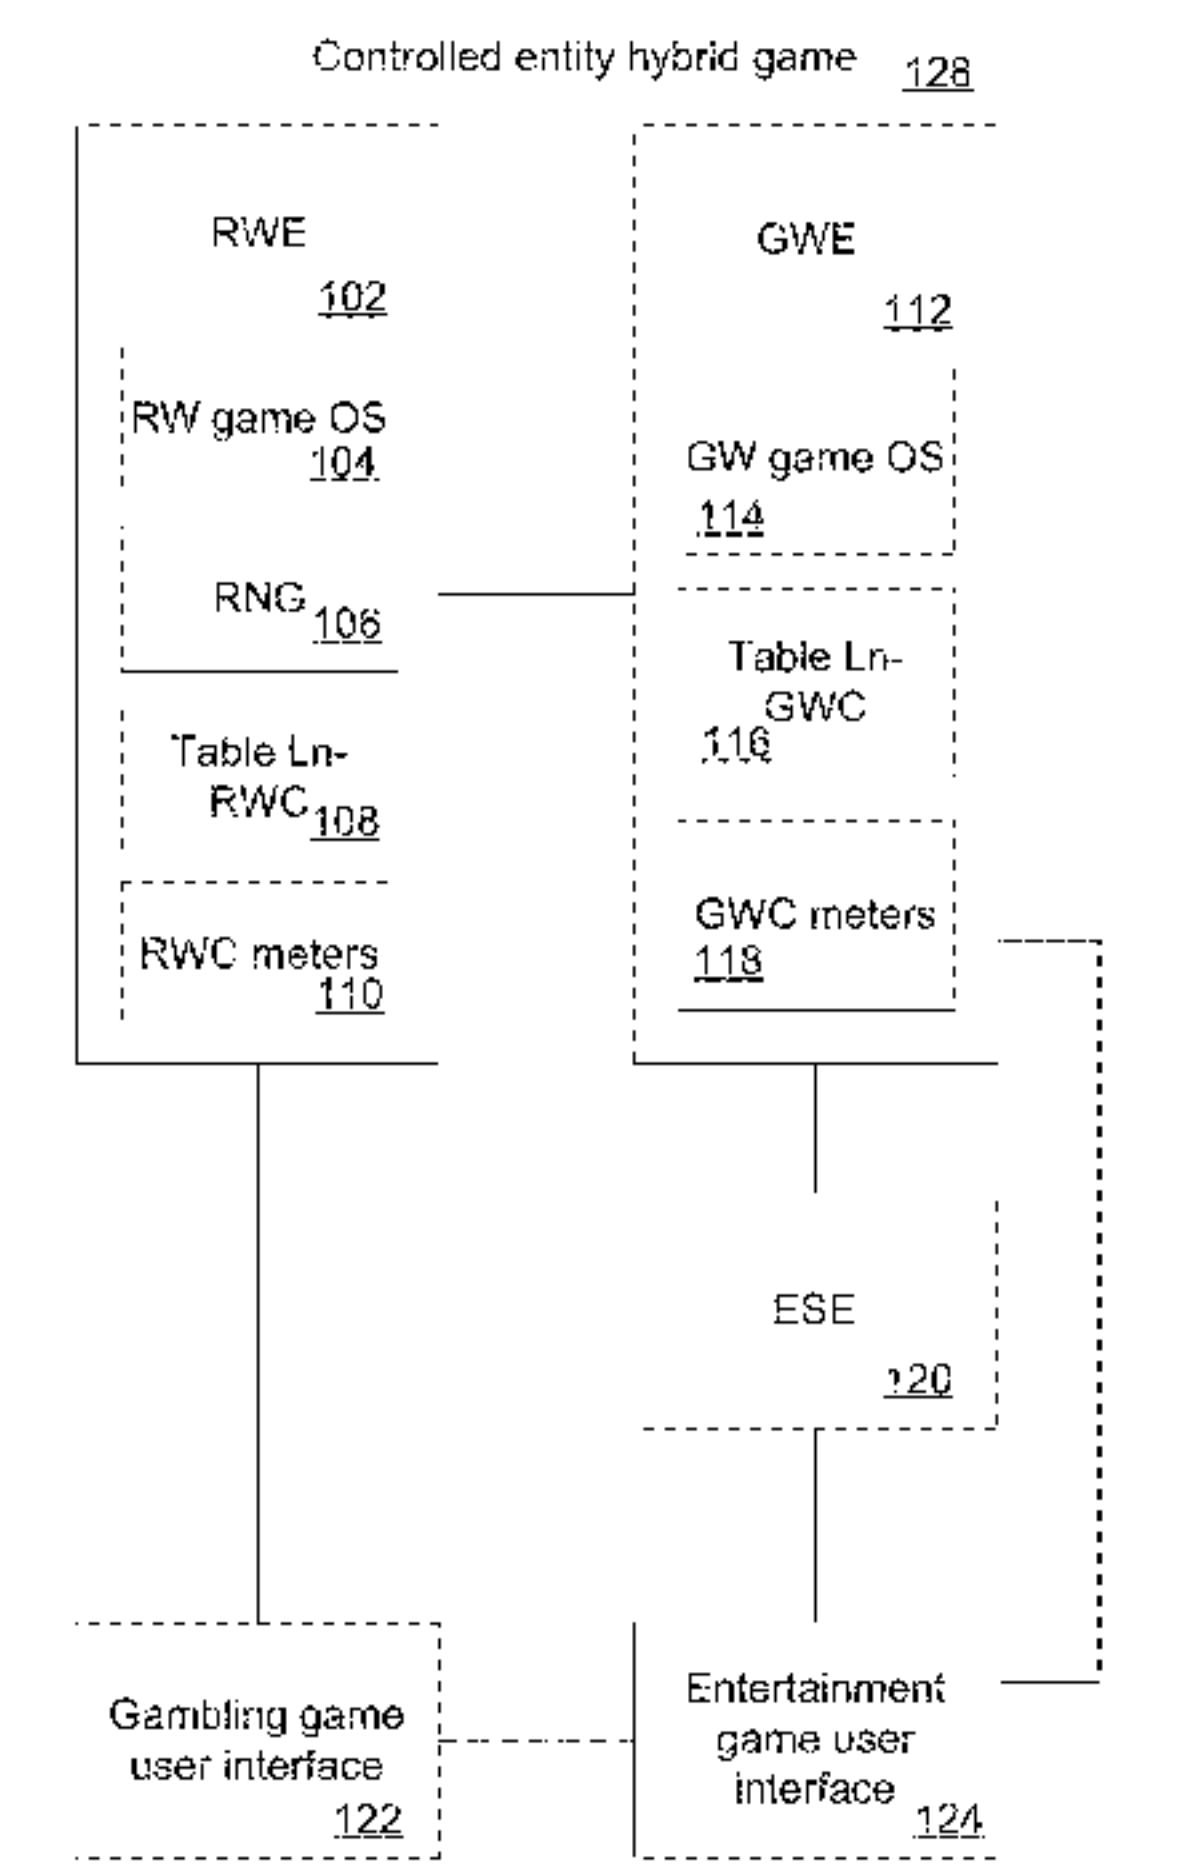 Controlled entity hybrid game 128
RWE
102
RW game OS
104
RNG
106
Table Ln-
RWC
108
RWC meters
110
GWE
112
GW game OS
114
Table Ln-
GWC
116
GWC meters
118
ESE
120
Gambling game
user interface
122
Entertainment
game user
interface
124